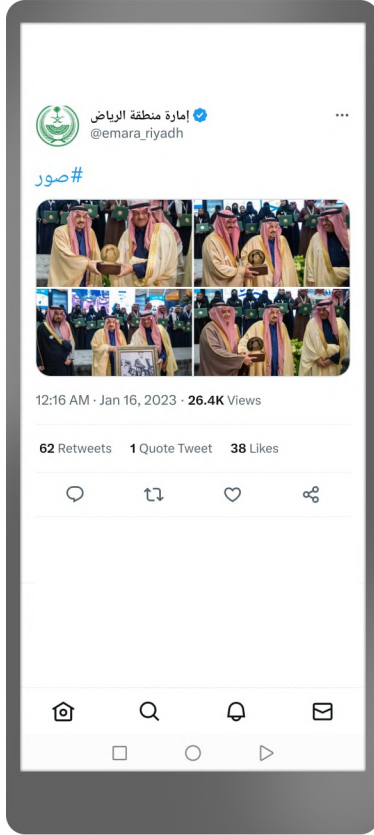 إمارة منطقة الرياض
@emara_riyadh
#صور
12:16 AM · Jan 16, 2023 · 26.4K Views
62 Retweets 1 Quote Tweet 38 Likes